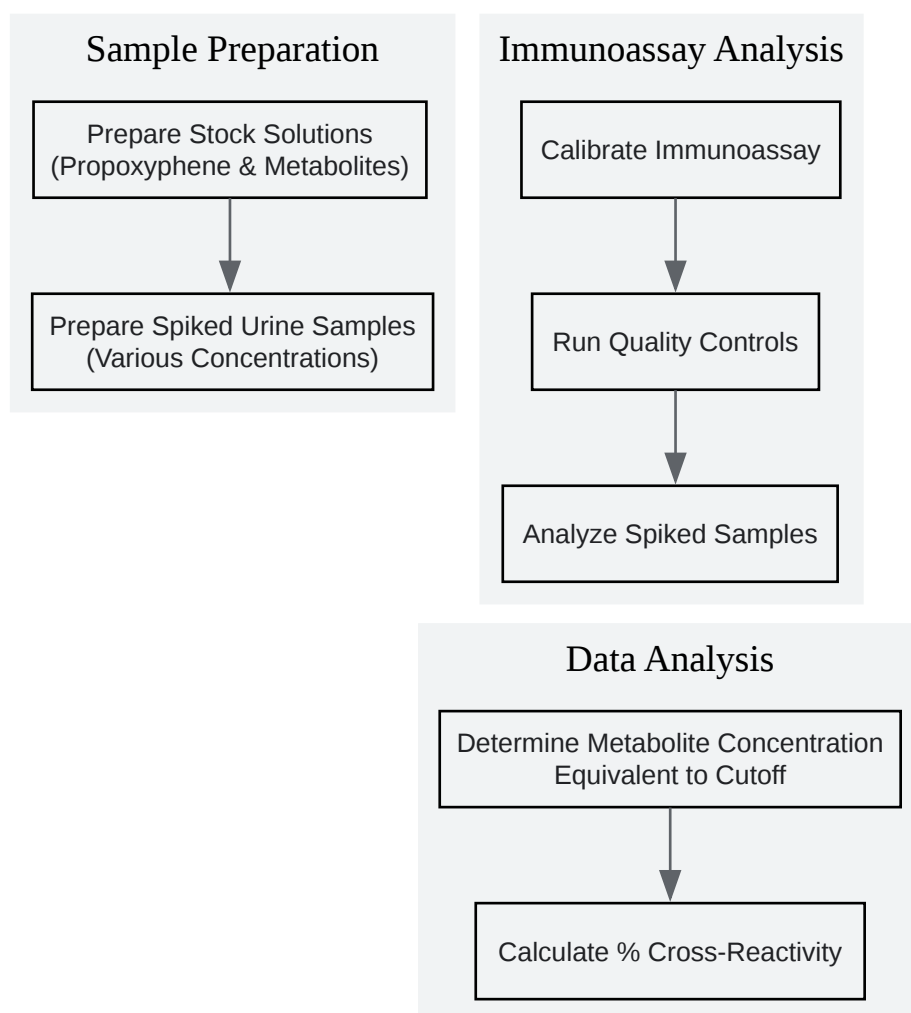 Sample Preparation
Prepare Stock Solutions
(Propoxyphene & Metabolites)
Prepare Spiked Urine Samples
(Various Concentrations)
Immunoassay Analysis
Calibrate Immunoassay
Run Quality Controls
Analyze Spiked Samples
Data Analysis
Determine Metabolite Concentration
Equivalent to Cutoff
Calculate % Cross-Reactivity